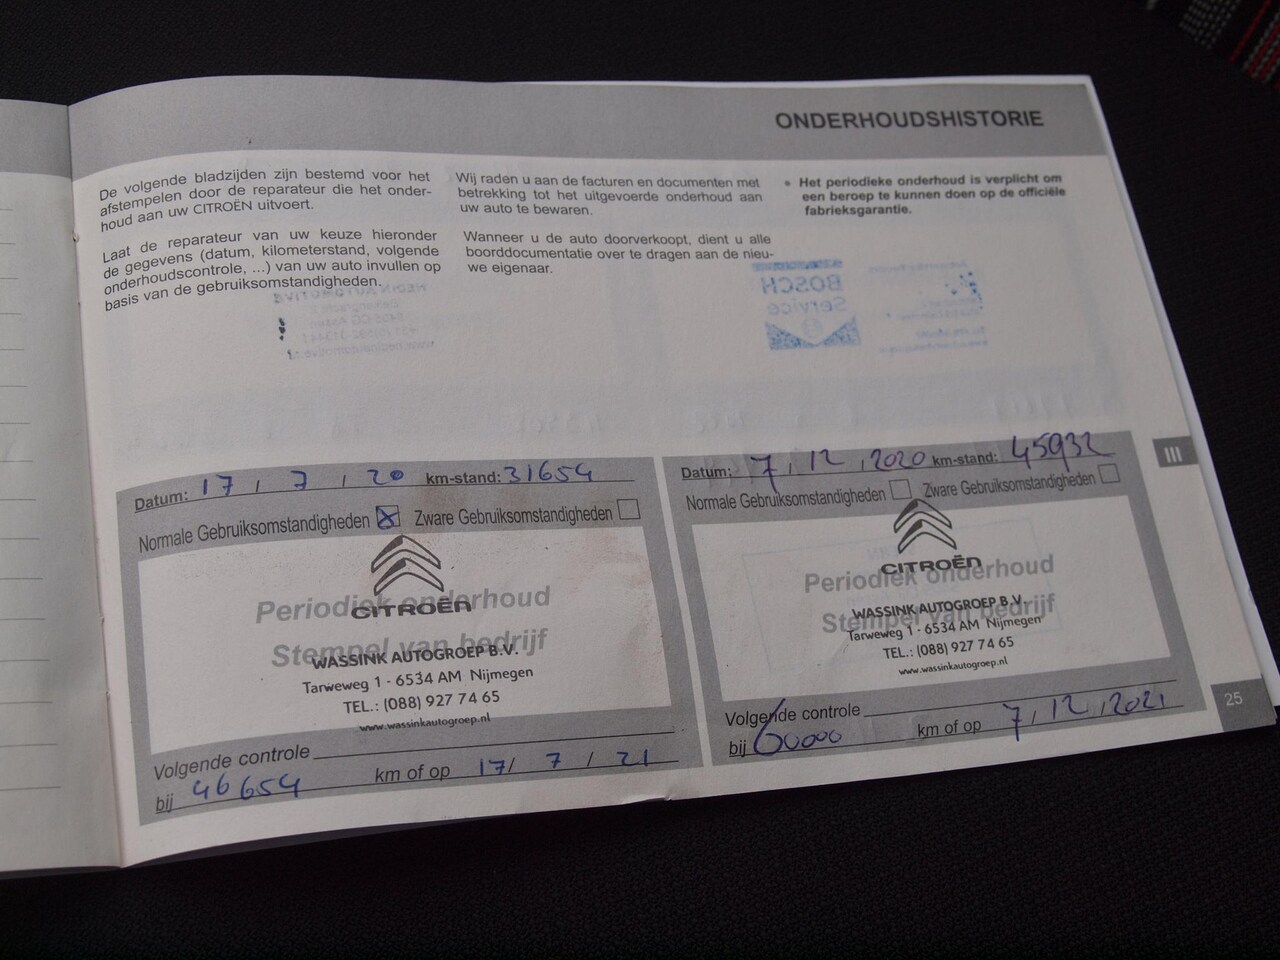 ONDERHOUDSHISTORIE
De volgende bladzijden zijn bestemd voor het
afstempelen door de reparateur die het onder-
houd aan uw CITROËN uitvoert.
Laat de reparateur van uw keuze hieronder
de gegevens (datum, kilometerstand, volgende
onderhoudscontrole, ...) van uw auto invullen op
basis van de gebruiksomstandigheden.
Wij raden u aan de facturen en documenten met
betrekking tot het uitgevoerde onderhoud aan
uw auto te bewaren.
Wanneer u de auto doorverkoopt, dient u alle
boorddocumentatie over te dragen aan de nieu-
we eigenaar.
• Het periodieke onderhoud is verplicht om
een beroep te kunnen doen op de officiële
fabrieksgarantie.
BOSCH
Service
Datum: 17 / 7 / 20 km-stand: 31654
Normale Gebruiksomstandigheden Zware Gebruiksomstandigheden
CITROËN
Periodiek onderhoud
Stempel van bedrijf
WASSINK AUTOGROEP B.V.
Tarweweg 1 - 6534 AM Nijmegen
TEL.: (088) 927 74 65
www.wassinkautogroep.nl
Volgende controle
bij 46654 km of op 17 / 7 / 21
Datum: 7 / 12 / 2020 km-stand: 45932
Normale Gebruiksomstandigheden Zware Gebruiksomstandigheden
CITROËN
Periodiek onderhoud
Stempel van bedrijf
WASSINK AUTOGROEP B.V.
Tarweweg 1 - 6534 AM Nijmegen
TEL.: (088) 927 74 65
www.wassinkautogroep.nl
Volgende controle
bij 60000 km of op 7 / 12 / 2021
III
25